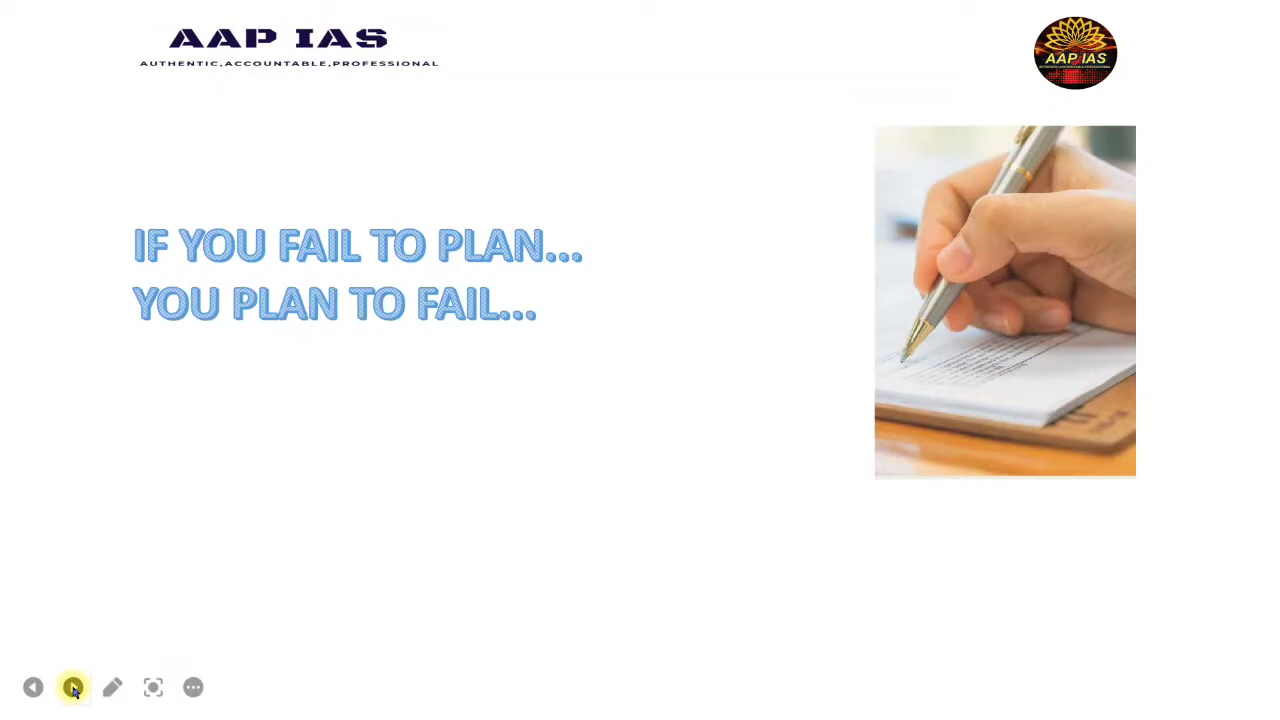 AAP IAS
AUTHENTIC,ACCOUNTABLE,PROFESSIONAL
AAP IAS
IF YOU FAIL TO PLAN...
YOU PLAN TO FAIL...